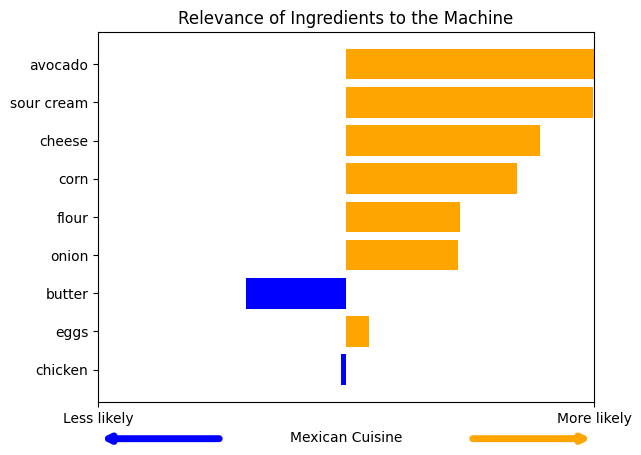 Relevance of Ingredients to the Machine
avocado
sour cream
cheese
corn
flour
onion
butter
eggs
chicken
Less likely
More likely
Mexican Cuisine